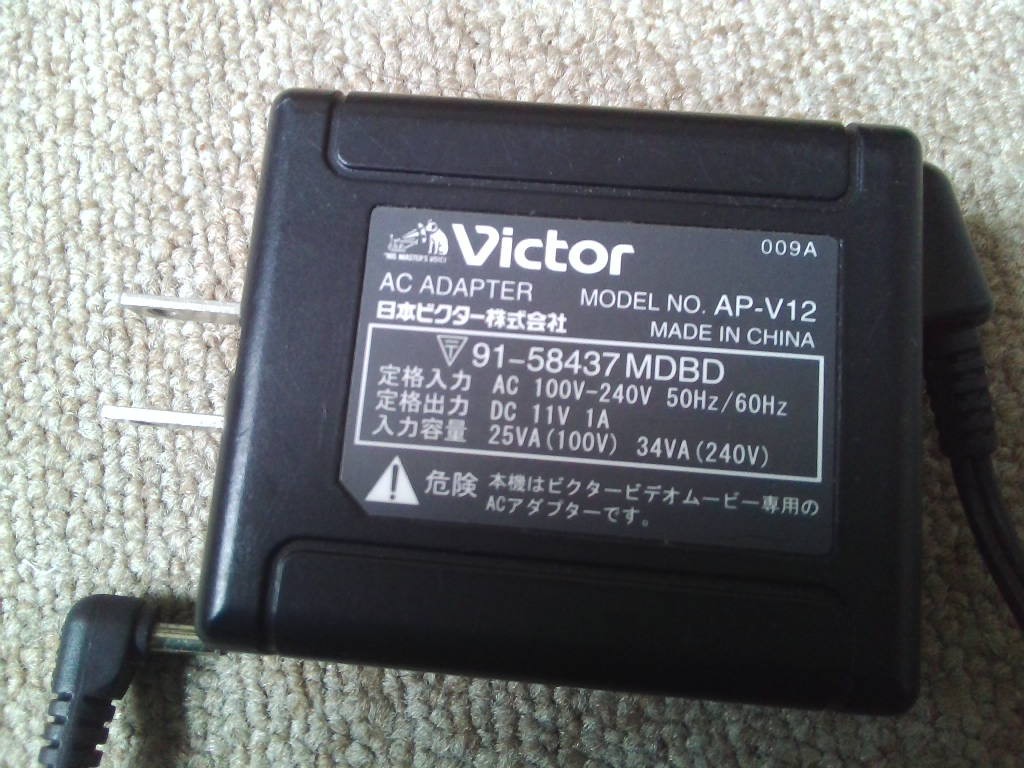 Victor
009A
"HIS MASTER'S VOICE"
AC ADAPTER MODEL NO. AP-V12
日本ビクター株式会社 MADE IN CHINA
〒 91-58437 MDBD
定格入力 AC 100V-240V 50Hz/60Hz
定格出力 DC 11V 1A
入力容量 25VA(100V) 34VA(240V)
危険 本機はビクタービデオムービー専用の
ACアダプターです。